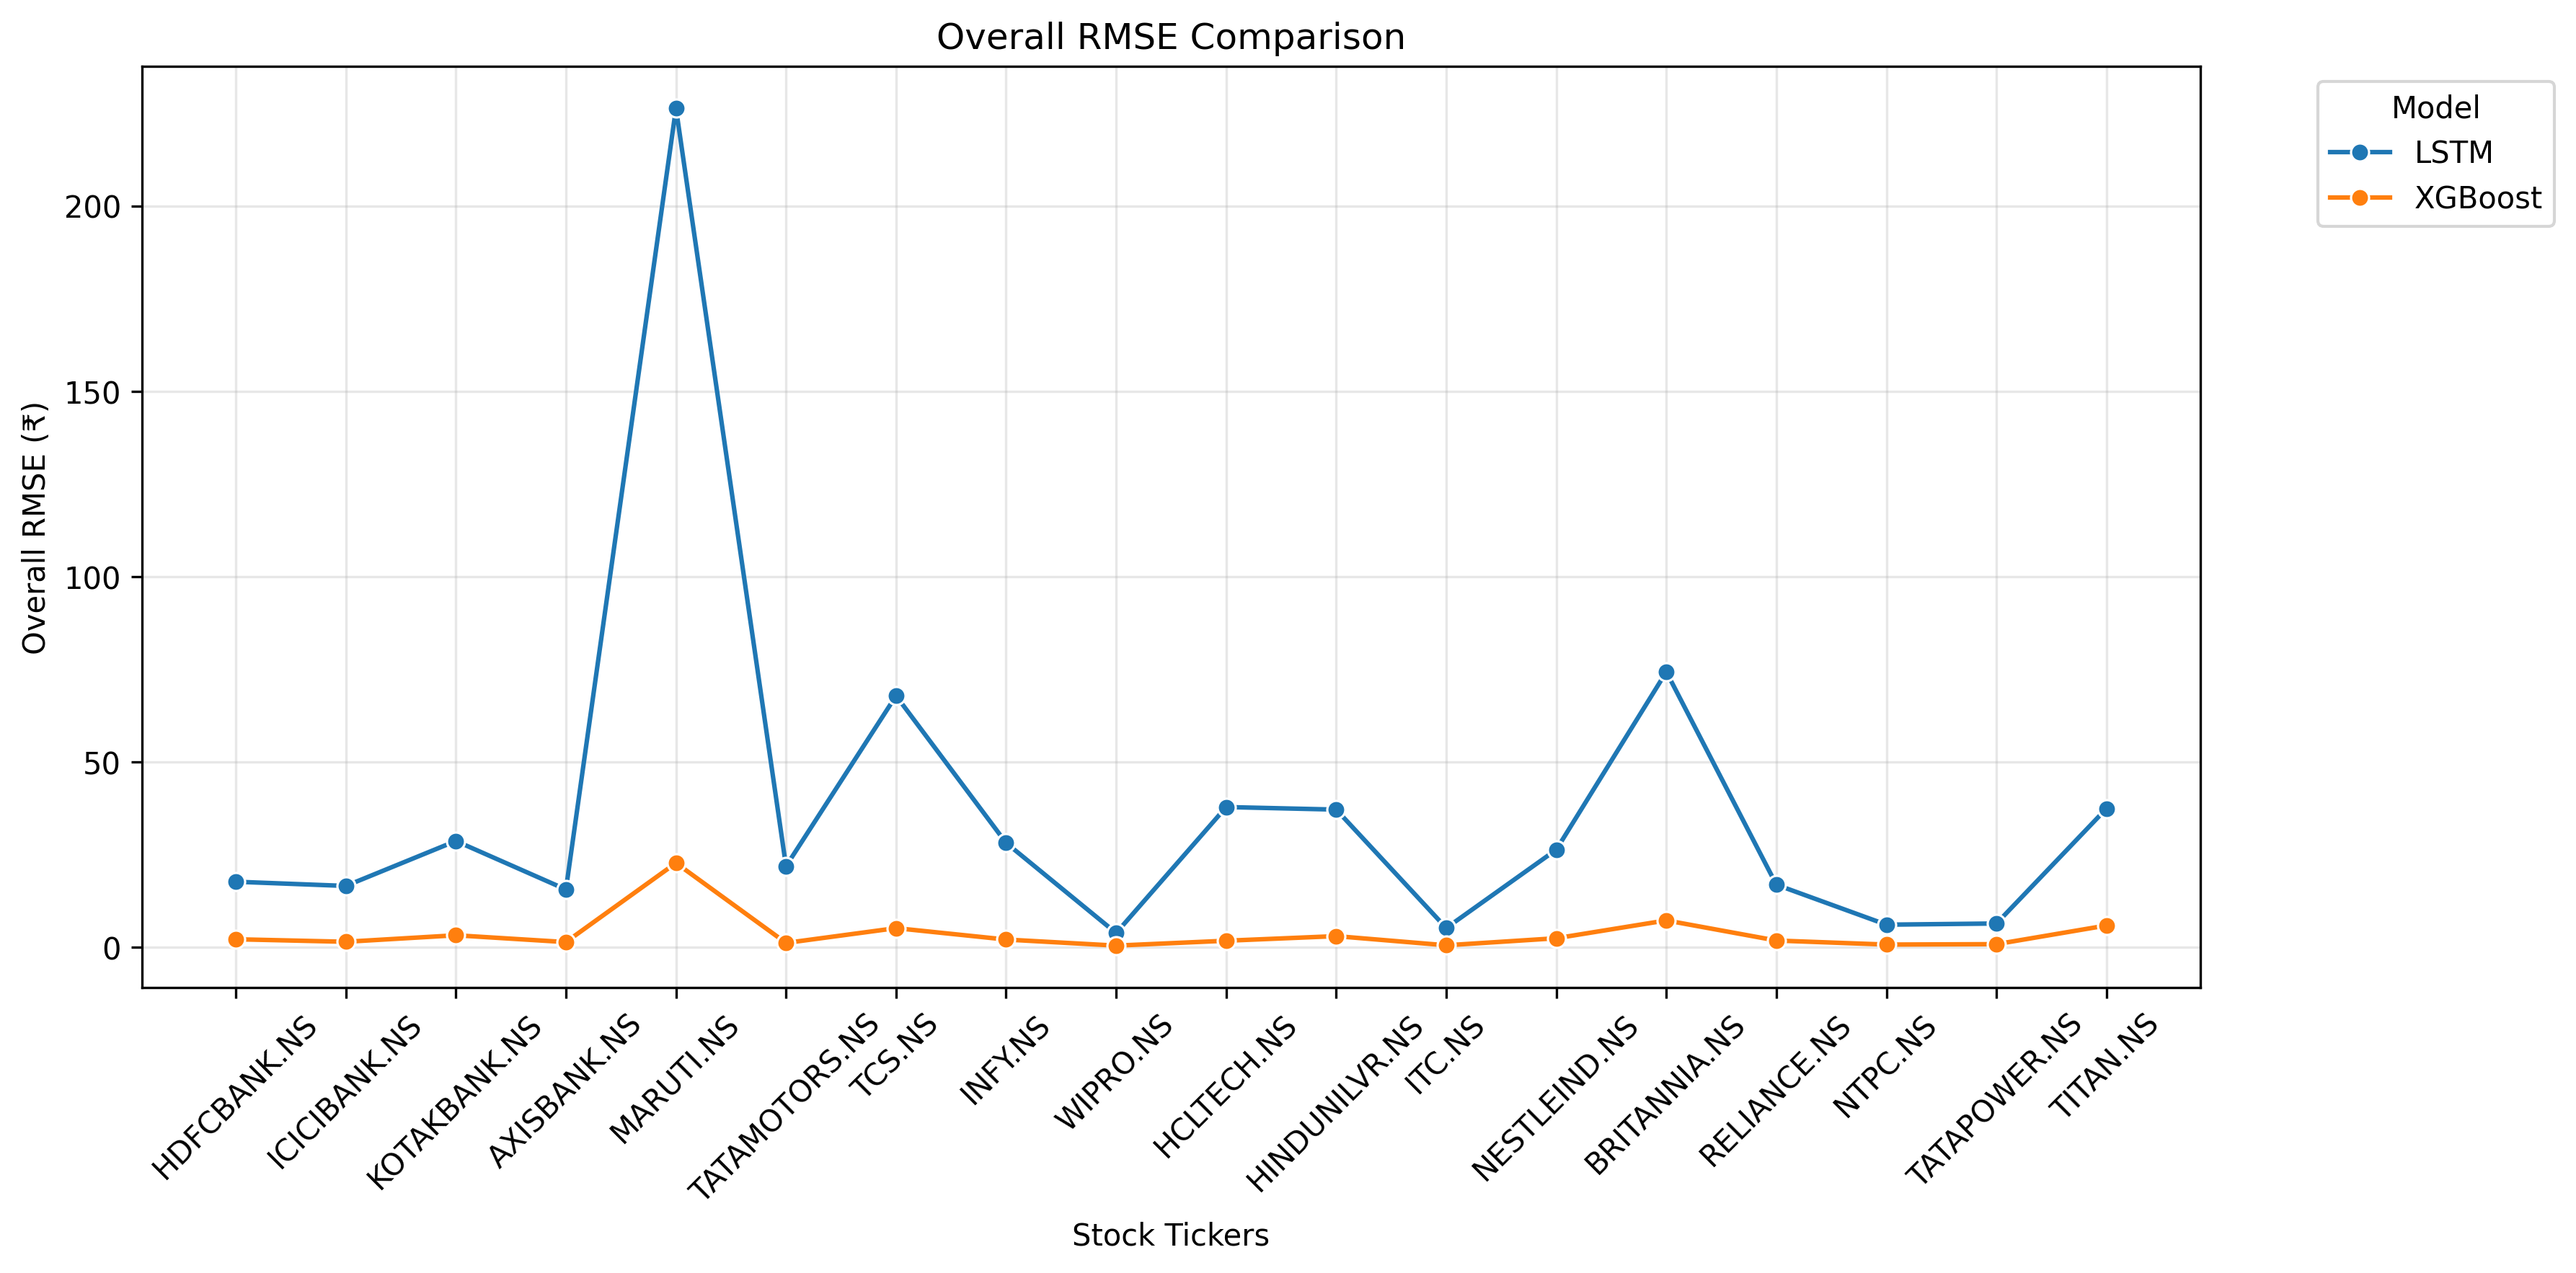 Overall RMSE Comparison
Model
LSTM
XGBoost
Overall RMSE (₹)
200
150
100
50
0
HDFCBANK.NS
ICICIBANK.NS
KOTAKBANK.NS
AXISBANK.NS
MARUTI.NS
TATAMOTORS.NS
TCS.NS
INFY.NS
WIPRO.NS
HCLTECH.NS
HINDUNILVR.NS
ITC.NS
NESTLEIND.NS
BRITANNIA.NS
RELIANCE.NS
NTPC.NS
TATAPOWER.NS
TITAN.NS
Stock Tickers